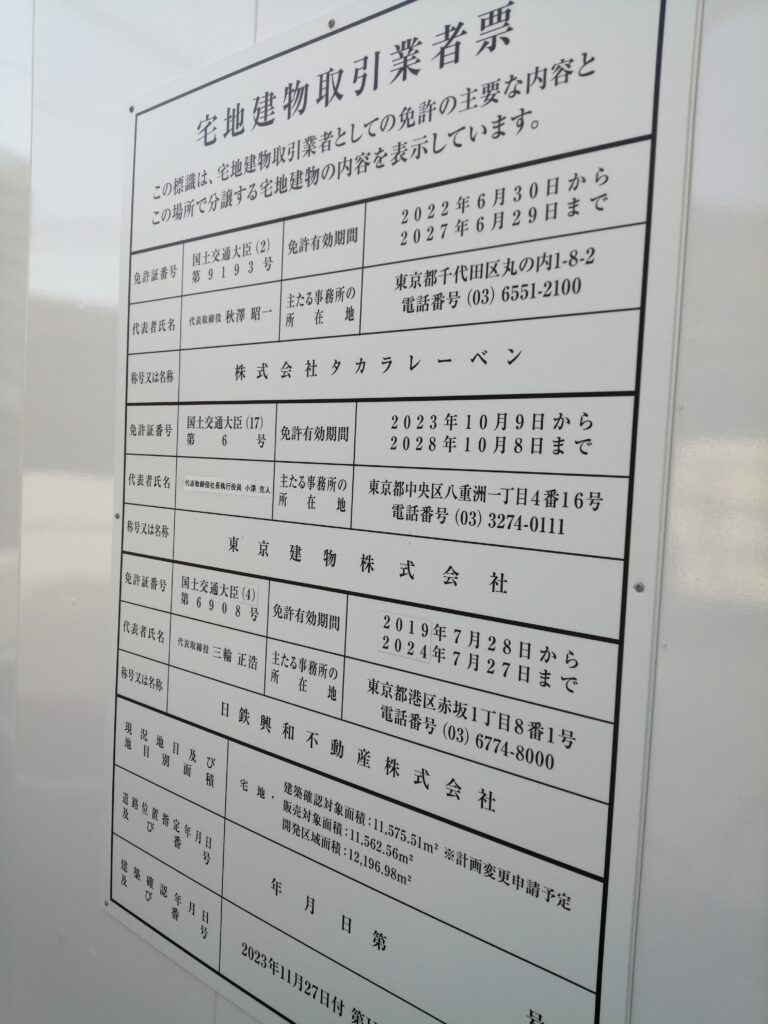 宅地建物取引業者票
この標識は、宅地建物取引業者としての免許の主要な内容と
この場所で分譲する宅地建物の内容を表示しています。
免許証番号
国土交通大臣(2)
第9193号
免許有効期間
2022年6月30日から
2027年6月29日まで
代表者氏名
代表取締役 秋澤 昭一
主たる事務所の
所在地
東京都千代田区丸の内1-8-2
電話番号 (03) 6551-2100
称号又は名称
株式会社タカラレーベン
免許証番号
国土交通大臣(17)
第6号
免許有効期間
2023年10月9日から
2028年10月8日まで
代表者氏名
代表取締役社長執行役員 小澤 克人
主たる事務所の
所在地
東京都中央区八重洲一丁目4番16号
電話番号 (03) 3274-0111
称号又は名称
東京建物株式会社
免許証番号
国土交通大臣(4)
第6908号
免許有効期間
2019年7月28日から
2024年7月27日まで
代表者氏名
代表取締役 三輪 正浩
主たる事務所の
所在地
東京都港区赤坂1丁目8番1号
電話番号 (03) 6774-8000
称号又は名称
日鉄興和不動産株式会社
現況地目及び
地目別面積
宅地・
建築確認対象面積:11,575.51m² ※計画変更申請予定
販売対象面積:11,562.56m²
開発区域面積:12,196.98m²
道路位置指定年月日
及び番号
年月日第
号
建築確認年月日
及び番号
2023年11月27日付 第